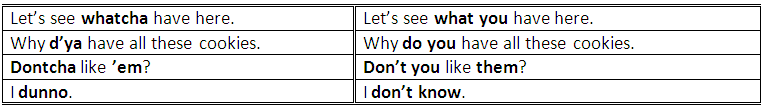 Let’s see whatcha have here. Let’s see what you have here.
Why d’ya have all these cookies. Why do you have all these cookies.
Dontcha like ’em? Don’t you like them?
I dunno. I don’t know.